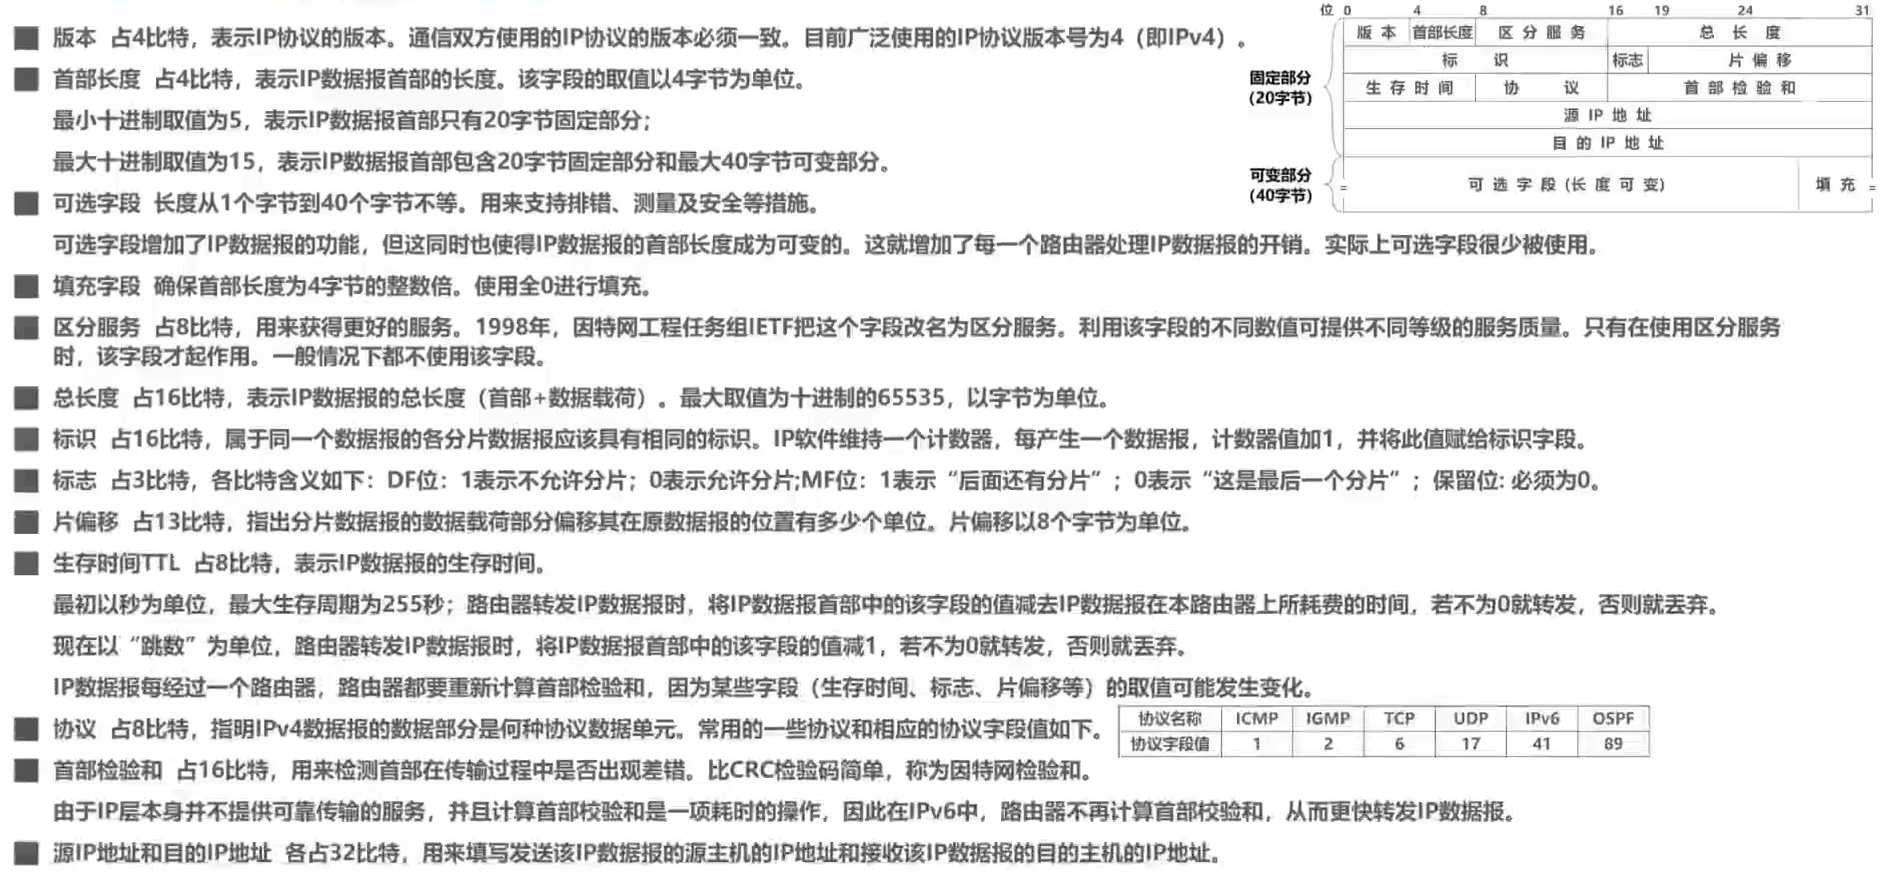 位 0 4 8 16 19 24 31
版本 首部长度 区分服务 总长度
标识 标志 片偏移
生存时间 协议 首部检验和
源IP地址
目的IP地址
可选字段(长度可变) 填充
固定部分
(20字节)
可变部分
(40字节)
版本 占4比特，表示IP协议的版本。通信双方使用的IP协议的版本必须一致。目前广泛使用的IP协议版本号为4（即IPv4）。
首部长度 占4比特，表示IP数据报首部的长度。该字段的取值以4字节为单位。
最小十进制取值为5，表示IP数据报首部只有20字节固定部分；
最大十进制取值为15，表示IP数据报首部包含20字节固定部分和最大40字节可变部分。
可选字段 长度从1个字节到40个字节不等。用来支持排错、测量及安全等措施。
可选字段增加了IP数据报的功能，但这同时也使得IP数据报的首部长度成为可变的。这就增加了每一个路由器处理IP数据报的开销。实际上可选字段很少被使用。
填充字段 确保首部长度为4字节的整数倍。使用全0进行填充。
区分服务 占8比特，用来获得更好的服务。1998年，因特网工程任务组IETF把这个字段改名为区分服务。利用该字段的不同数值可提供不同等级的服务质量。只有在使用区分服务
时，该字段才起作用。一般情况下都不使用该字段。
总长度 占16比特，表示IP数据报的总长度（首部+数据载荷）。最大取值为十进制的65535，以字节为单位。
标识 占16比特，属于同一个数据报的各分片数据报应该具有相同的标识。IP软件维持一个计数器，每产生一个数据报，计数器值加1，并将此值赋给标识字段。
标志 占3比特，各比特含义如下：DF位：1表示不允许分片；0表示允许分片;MF位：1表示“后面还有分片”；0表示“这是最后一个分片”；保留位: 必须为0。
片偏移 占13比特，指出分片数据报的数据载荷部分偏移其在原数据报的位置有多少个单位。片偏移以8个字节为单位。
生存时间TTL 占8比特，表示IP数据报的生存时间。
最初以秒为单位，最大生存周期为255秒；路由器转发IP数据报时，将IP数据报首部中的该字段的值减去IP数据报在本路由器上所耗费的时间，若不为0就转发，否则就丢弃。
现在以“跳数”为单位，路由器转发IP数据报时，将IP数据报首部中的该字段的值减1，若不为0就转发，否则就丢弃。
IP数据报每经过一个路由器，路由器都要重新计算首部检验和，因为某些字段（生存时间、标志、片偏移等）的取值可能发生变化。
协议 占8比特，指明IPv4数据报的数据部分是何种协议数据单元。常用的一些协议和相应的协议字段值如下。
协议名称 ICMP IGMP TCP UDP IPv6 OSPF
协议字段值 1 2 6 17 41 89
首部检验和 占16比特，用来检测首部在传输过程中是否出现差错。比CRC检验码简单，称为因特网检验和。
由于IP层本身并不提供可靠传输的服务，并且计算首部校验和是一项耗时的操作，因此在IPv6中，路由器不再计算首部校验和，从而更快转发IP数据报。
源IP地址和目的IP地址 各占32比特，用来填写发送该IP数据报的源主机的IP地址和接收该IP数据报的目的主机的IP地址。